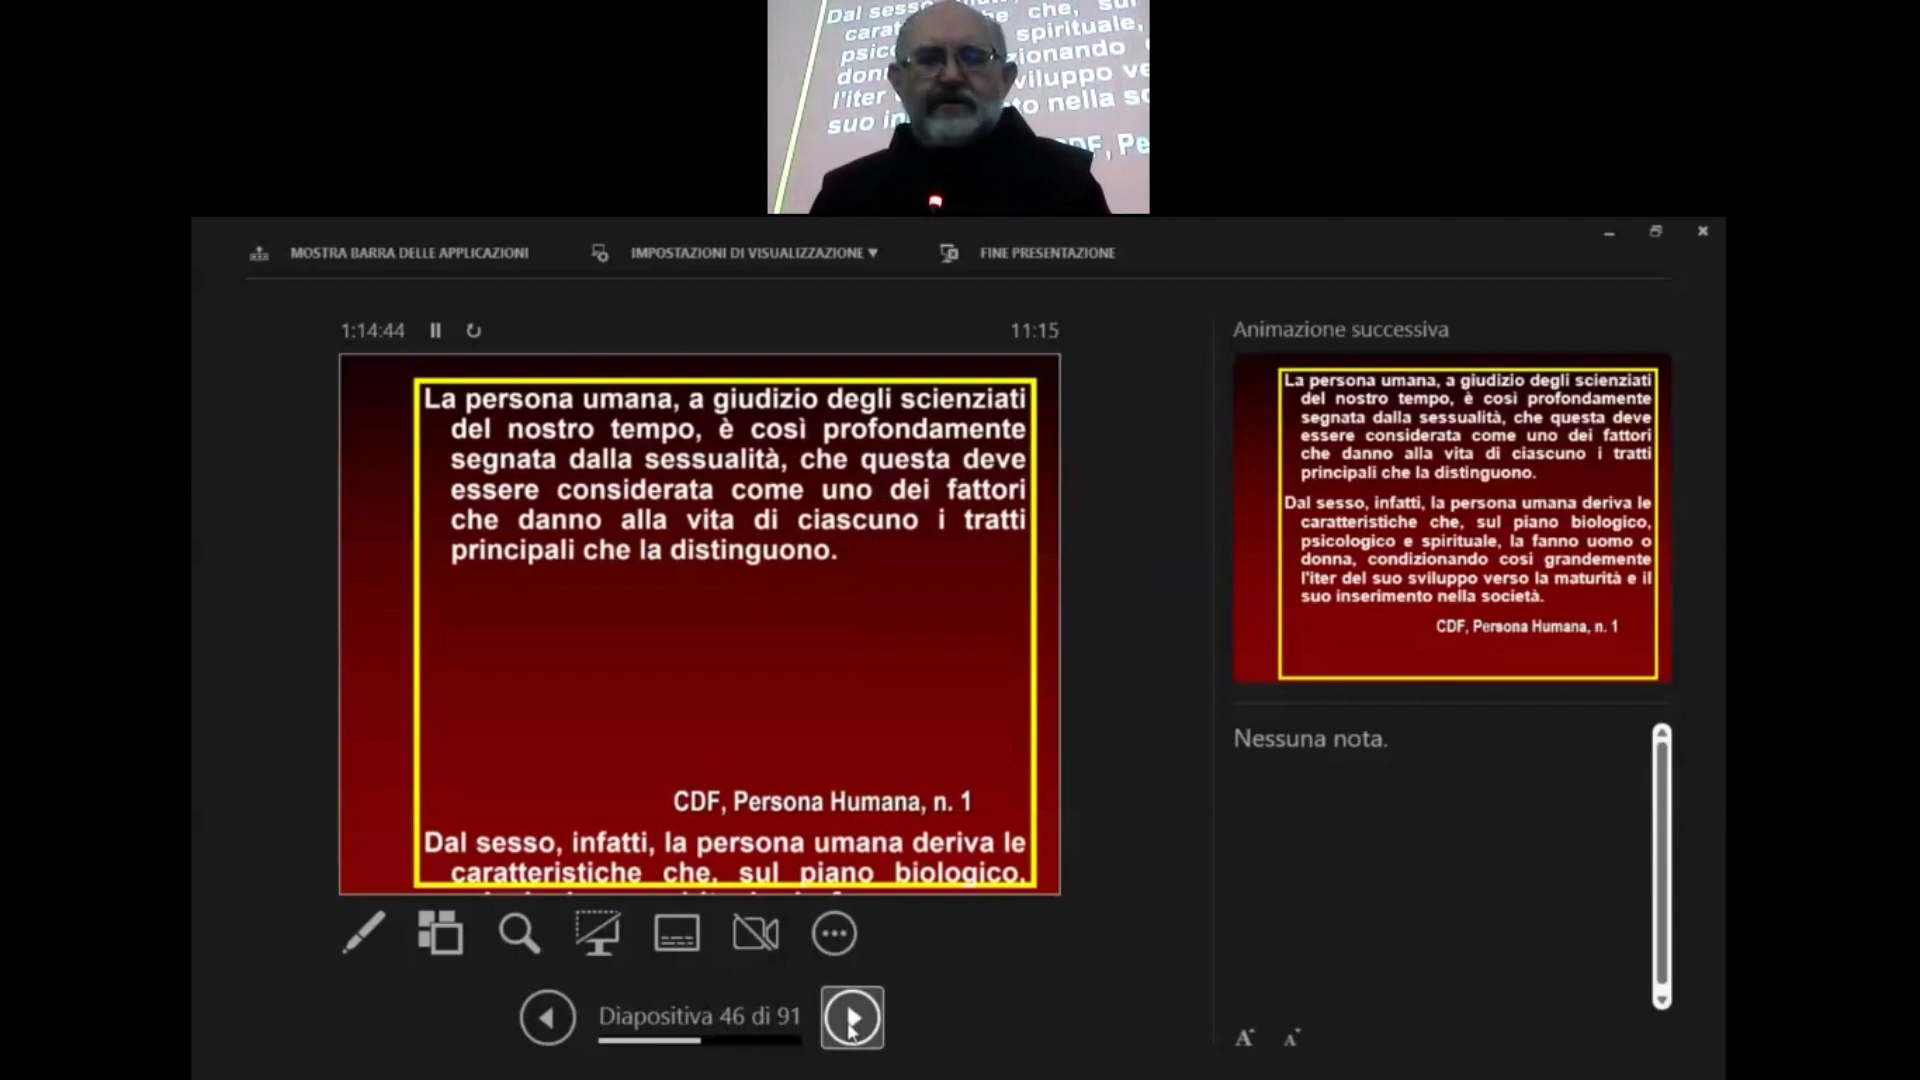 Dal sesso,
che, sul
spirituale,
l'iter
nella
suo
MOSTRA BARRA DELLE APPLICAZIONI
IMPOSTAZIONI DI VISUALIZZAZIONE ▼
FINE PRESENTAZIONE
1:14:44
11:15
La persona umana, a giudizio degli scienziati
del nostro tempo, è così profondamente
segnata dalla sessualità, che questa deve
essere considerata come uno dei fattori
che danno alla vita di ciascuno i tratti
principali che la distinguono.
CDF, Persona Humana, n. 1
Dal sesso, infatti, la persona umana deriva le
caratteristiche che, sul piano biologico,
Animazione successiva
La persona umana, a giudizio degli scienziati
del nostro tempo, è così profondamente
segnata dalla sessualità, che questa deve
essere considerata come uno dei fattori
che danno alla vita di ciascuno i tratti
principali che la distinguono.
Dal sesso, infatti, la persona umana deriva le
caratteristiche che, sul piano biologico,
psicologico e spirituale, la fanno uomo o
donna, condizionando così grandemente
l'iter del suo sviluppo verso la maturità e il
suo inserimento nella società.
CDF, Persona Humana, n. 1
Nessuna nota.
A A
Diapositiva 46 di 91